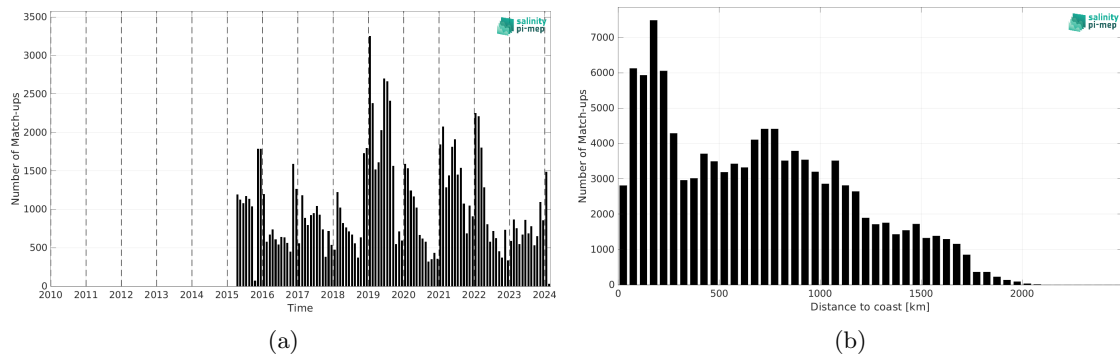 3500
3000
2500
2000
1500
1000
500
0
Number of Match-ups
2010 2011 2012 2013 2014 2015 2016 2017 2018 2019 2020 2021 2022 2023 2024
Time
salinity
pi-mep
(a)
7000
6000
5000
4000
3000
2000
1000
0
Number of Match-ups
0 500 1000 1500 2000
Distance to coast [km]
salinity
pi-mep
(b)